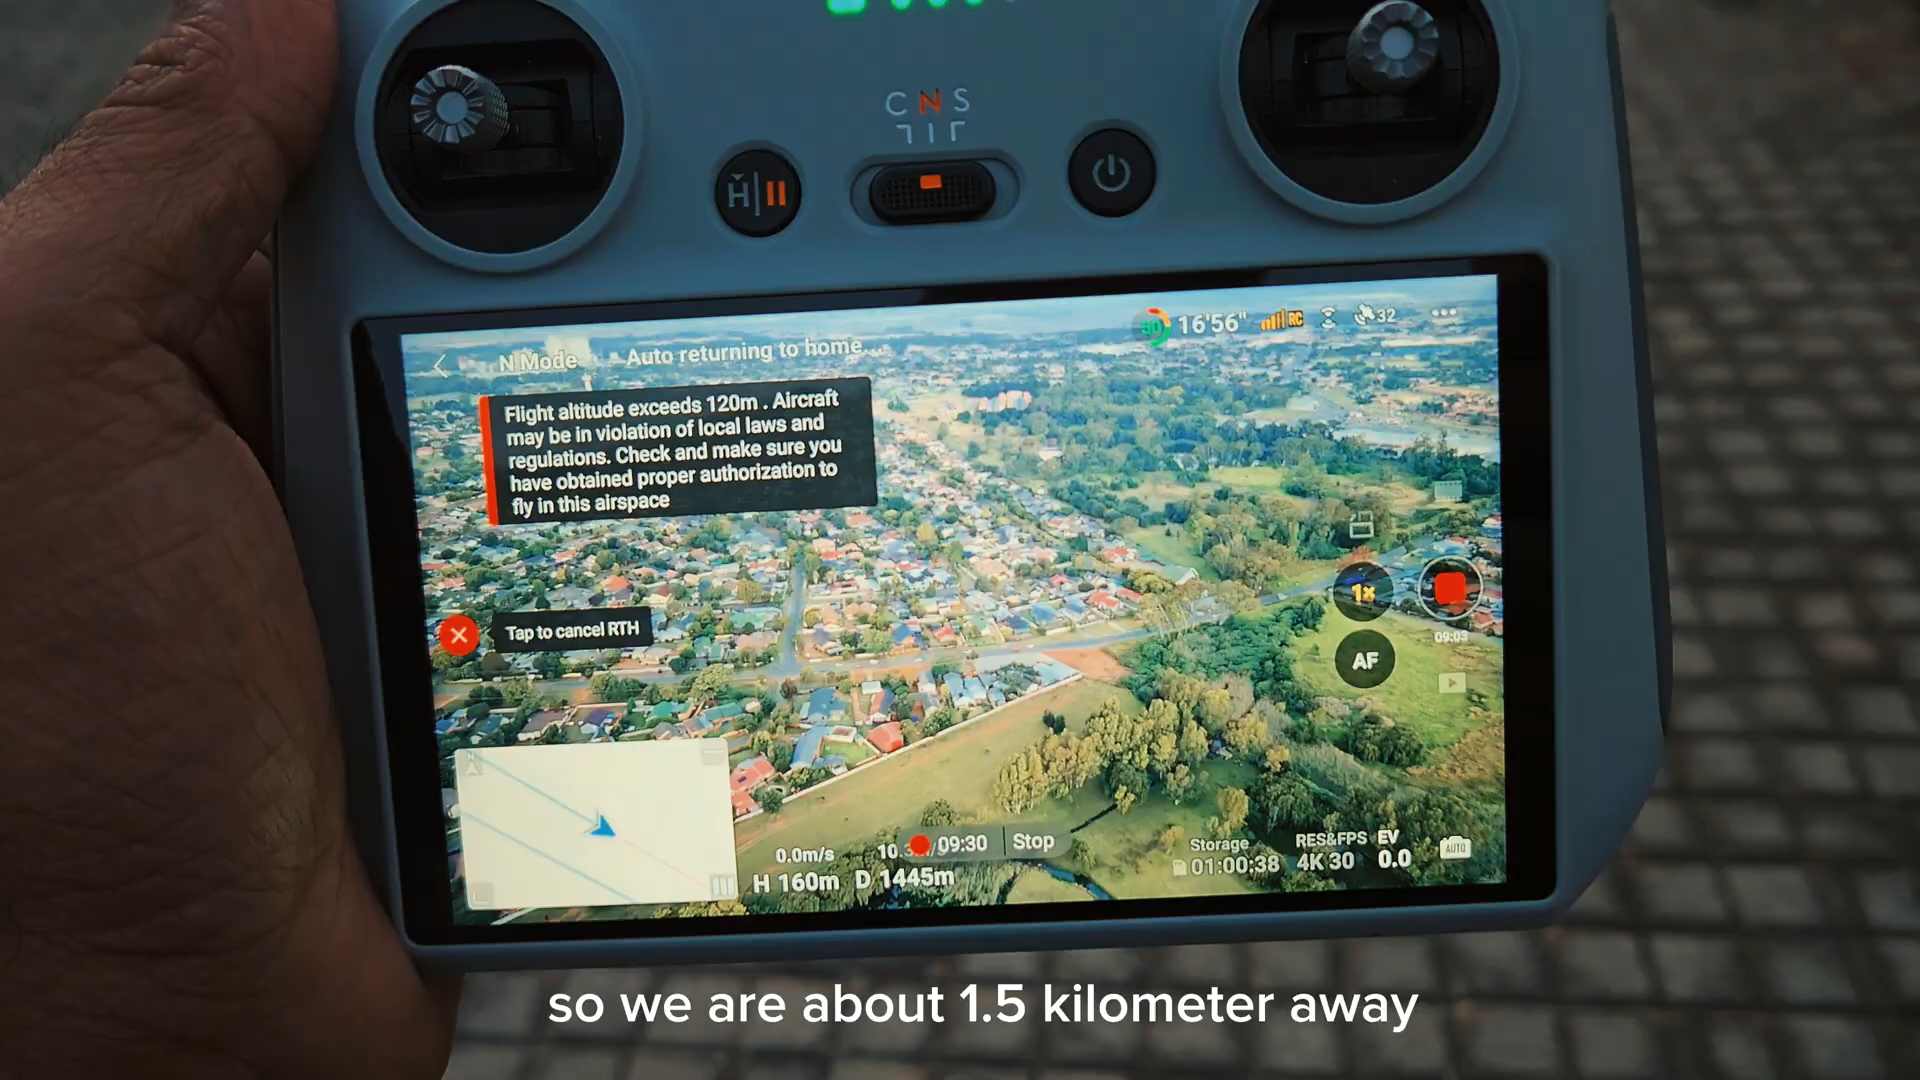 C N S
H
16'56"
RC
32
N Mode
Auto returning to home...
Flight altitude exceeds 120m . Aircraft
may be in violation of local laws and
regulations. Check and make sure you
have obtained proper authorization to
fly in this airspace
1x
Tap to cancel RTH
09:03
AF
N
0.0m/s
09:30
Stop
H 160m
D 1445m
Storage
01:00:38
RES&FPS
4K 30
EV
0.0
AUTO
so we are about 1.5 kilometer away